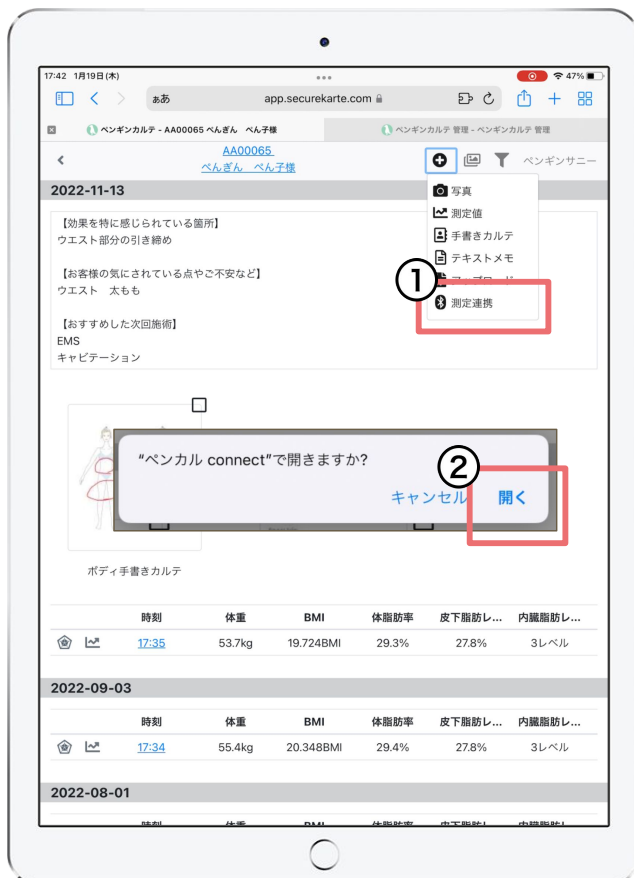 17:42 1月19日(木)
47%
ああ
app.securekarte.com
ペンギンカルテ - AA00065 ぺんぎん ぺん子様
ペンギンカルテ 管理 - ペンギンカルテ 管理
AA00065
ぺんぎん ぺん子様
ペンギンサニー
写真
測定値
手書きカルテ
テキストメモ
アップロード
測定連携
①
2022-11-13
【効果を特に感じられている箇所】
ウエスト部分の引き締め
【お客様の気にされている点やご不安など】
ウエスト 太もも
【おすすめした次回施術】
EMS
キャビテーション
“ペンカル connect”で開きますか?
②
キャンセル 開く
ボディ手書きカルテ
時刻 体重 BMI 体脂肪率 皮下脂肪レ... 内臓脂肪レ...
17:35 53.7kg 19.724BMI 29.3% 27.8% 3レベル
2022-09-03
時刻 体重 BMI 体脂肪率 皮下脂肪レ... 内臓脂肪レ...
17:34 55.4kg 20.348BMI 29.4% 27.8% 3レベル
2022-08-01